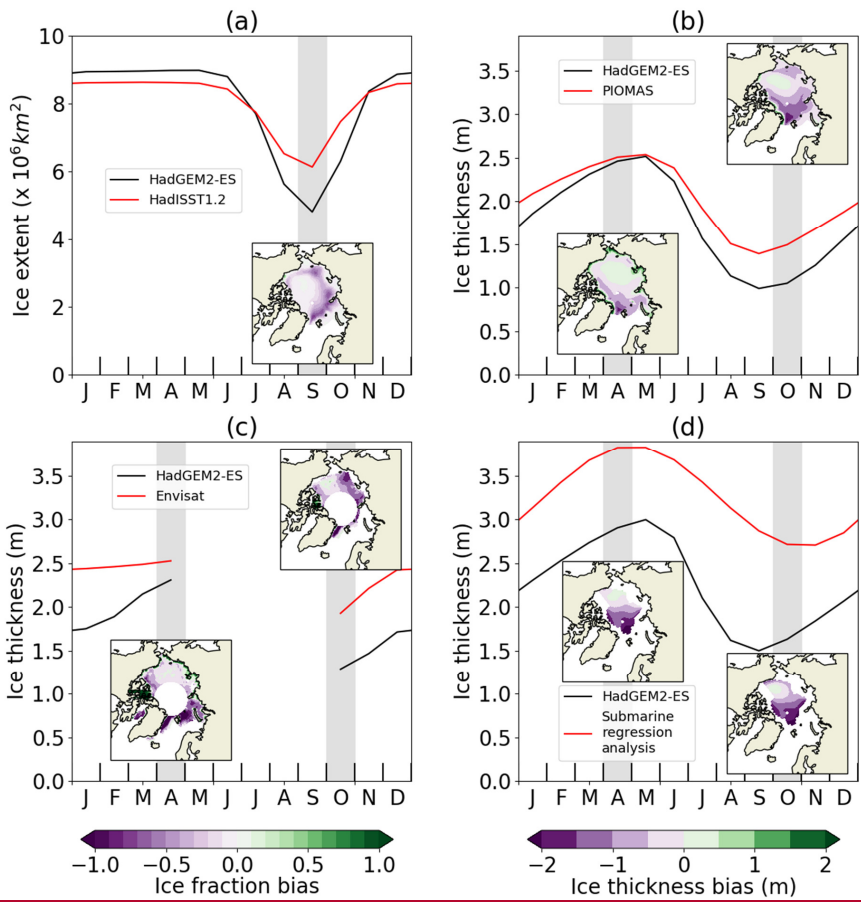 (a)
10
8
6
4
2
0
Ice extent (x 10⁶km²)
HadGEM2-ES
HadISST1.2
J F M A M J J A S O N D
(b)
3.5
3.0
2.5
2.0
1.5
1.0
0.5
0.0
Ice thickness (m)
HadGEM2-ES
PIOMAS
J F M A M J J A S O N D
(c)
3.5
3.0
2.5
2.0
1.5
1.0
0.5
0.0
Ice thickness (m)
HadGEM2-ES
Envisat
J F M A M J J A S O N D
(d)
3.5
3.0
2.5
2.0
1.5
1.0
0.5
0.0
Ice thickness (m)
HadGEM2-ES
Submarine
regression
analysis
J F M A M J J A S O N D
−1.0 −0.5 0.0 0.5 1.0
Ice fraction bias
−2 −1 0 1 2
Ice thickness bias (m)